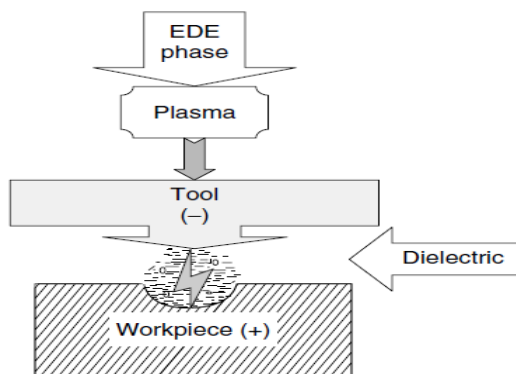 EDE
phase
Plasma
Tool
(–)
Dielectric
Workpiece (+)